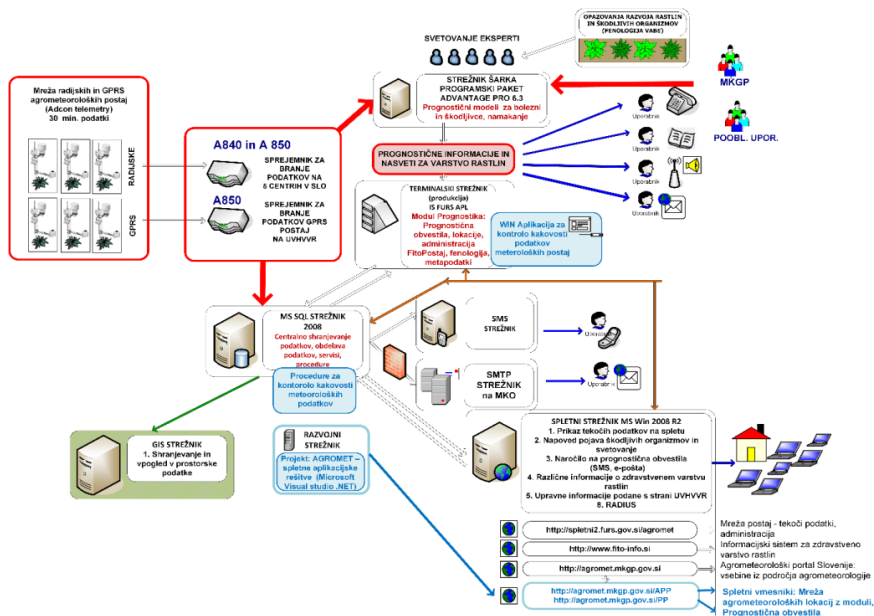 OPAZOVANJA RAZVOJA RASTLIN
IN ŠKODLJIVIH ORGANIZMOV
(FENOLOGIJA VABE)
SVETOVANJE EKSPERTI
MKGP
POOBL. UPOR.
Mreža radijskih in GPRS
agrometeoroloških postaj
(Adcon telemetry)
30 min. podatki
RADIJSKE
GPRS
A840 in A 850
SPREJEMNIK ZA
BRANJE
PODATKOV NA
5 CENTRIH V SLO
A850
SPREJEMNIK ZA
BRANJE
PODATKOV GPRS
POSTAJ
NA UVHVVR
STREŽNIK ŠARKA
PROGRAMSKI PAKET
ADVANTAGE PRO 6.3
Prognostični modeli za bolezni
in škodljivce, namakanje
PROGNOSTIČNE INFORMACIJE IN
NASVETI ZA VARSTVO RASTLIN
Uporabnik
Uporabnik
Uporabnik
Uporabnik
TERMINALSKI STREŽNIK
(produkcija)
IS FURS APL
Modul Prognostika:
Prognostična
obvestila, lokacije,
administracija
FitoPostaj, fenologija,
metapodatki
WIN Aplikacija za
kontrolo kakovosti
podatkov
meteroloških postaj
MS SQL STREŽNIK
2008
Centralno shranjevanje
podatkov, obdelava
podatkov, servisi,
procedure
Procedure za
kontorolo kakovosti
meteoroloških
podatkov
SMS
STREŽNIK
Uporabnik
SMTP
STREŽNIK
na MKO
Uporabnik
GIS STREŽNIK
1. Shranjevanje in
vpogled v prostorske
podatke
RAZVOJNI
STREŽNIK
Projekt: AGROMET –
spletne aplikacijske
rešitve (Microsoft
Visual studio .NET)
SPLETNI STREŽNIK MS Win 2008 R2
1. Prikaz tekočih podatkov na
spletu
2. Napoved pojava škodljivih organizmov in
svetovanje
3. Naročilo na prognostična obvestila
(SMS, e-pošta)
4. Različne informacije o zdravstvenem varstvu
rastlin
5. Upravne informacije podane s strani UVHVVR
6. RADIUS
http://spletni2.furs.gov.si/agromet
Mreža postaj - tekoči podatki,
administracija
http://www.fito-info.si
Informacijski sistem za zdravstveno
varstvo rastlin
http://agromet.mkgp.gov.si
Agrometeorološki portal Slovenije:
vsebine iz področja agrometeorologije
http://agromet.mkgp.gov.si/APP
http://agromet.mkgp.gov.si/PP
Spletni vmesniki: Mreža
agrometeoroloških lokacij z moduli,
Prognostična obvestila